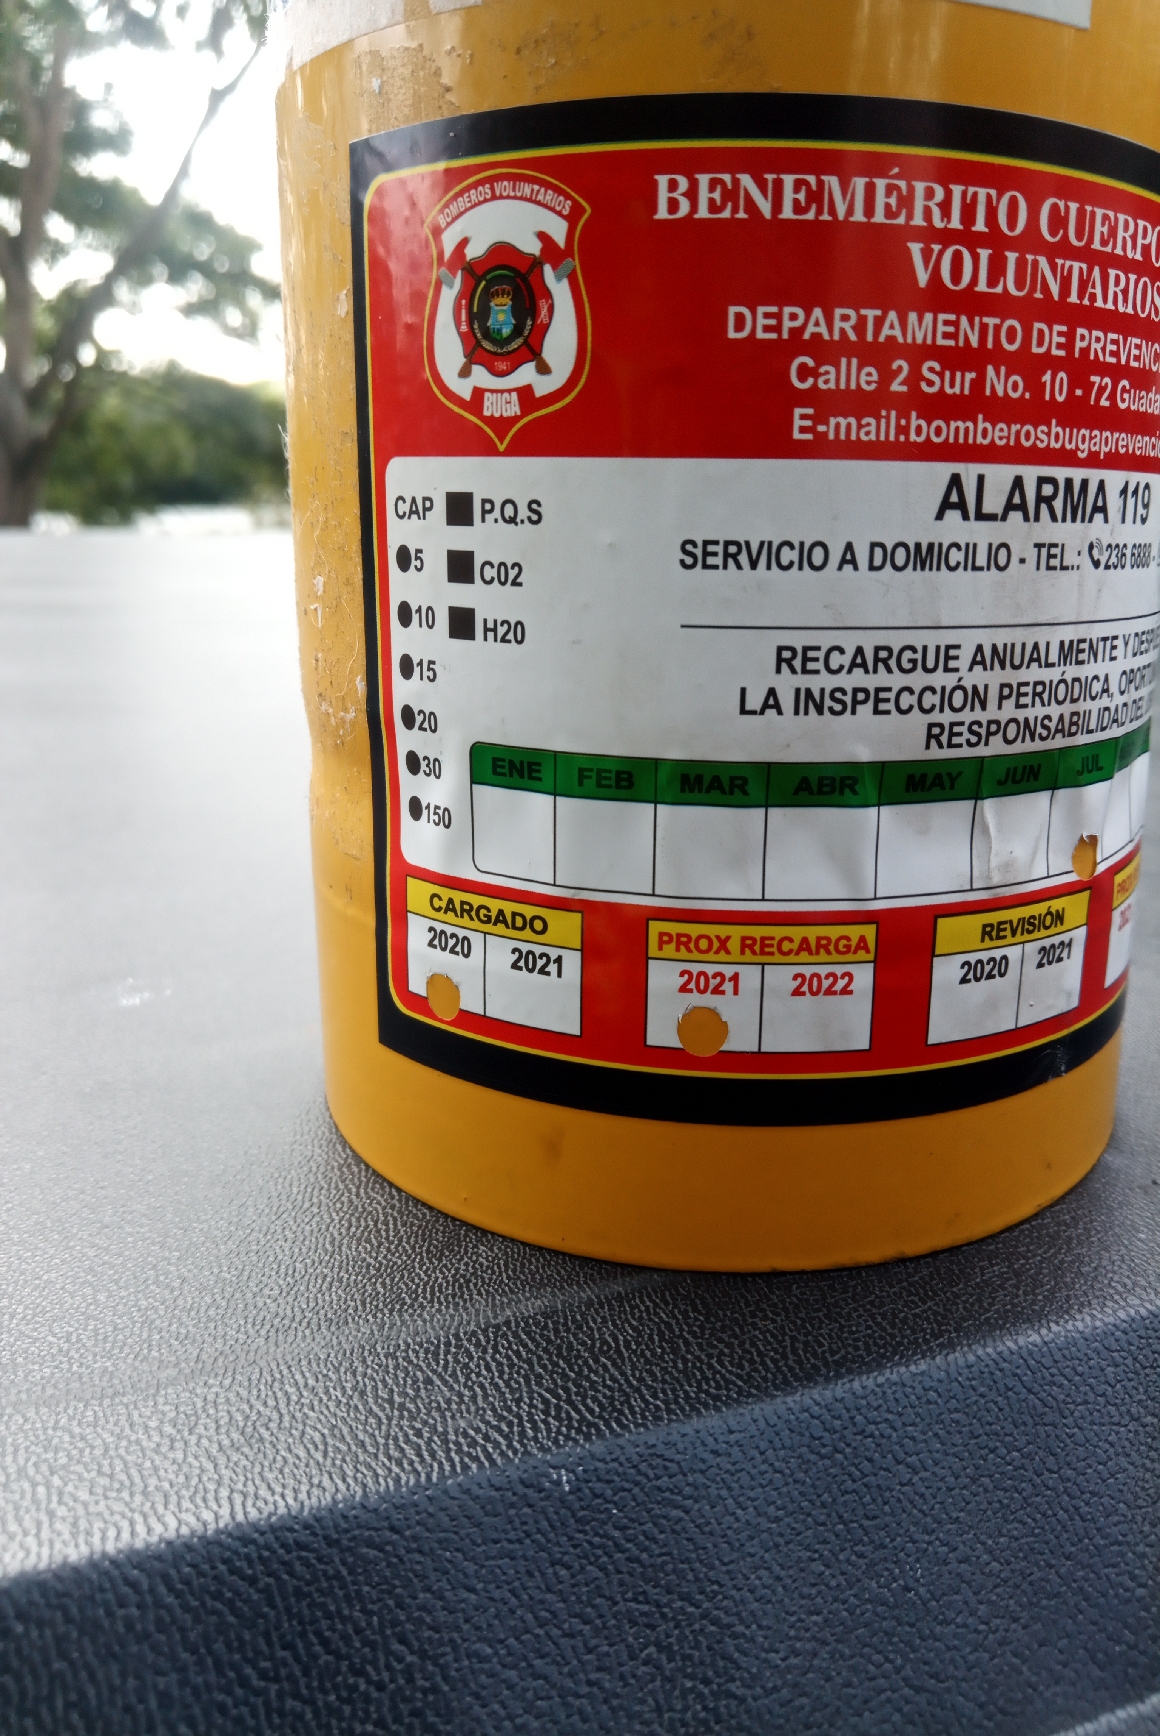 BOMBEROS VOLUNTARIOS
1941
BUGA
BENEMÉRITO CUERPO
VOLUNTARIOS
DEPARTAMENTO DE PREVENC
Calle 2 Sur No. 10 - 72 Guada
E-mail:bomberosbugaprevenci
CAP P.Q.S
5 C02
10 H20
15
20
30
150
ALARMA 119
SERVICIO A DOMICILIO - TEL.: 236 6888 -
RECARGUE ANUALMENTE Y DESPUÉ
LA INSPECCIÓN PERIÓDICA, OPORTU
RESPONSABILIDAD DEL
ENE FEB MAR ABR MAY JUN JUL
CARGADO
2020 2021
PROX RECARGA
2021 2022
REVISIÓN
2020 2021